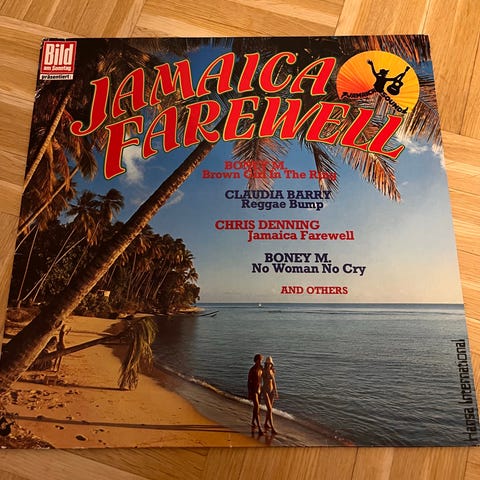 Bild
am Sonntag
präsentiert
JAMAICA
FAREWELL
BONEY M.
Brown Girl In The Ring
CLAUDIA BARRY
Reggae Bump
CHRIS DENNING
Jamaica Farewell
BONEY M.
No Woman No Cry
AND OTHERS
Hansa International